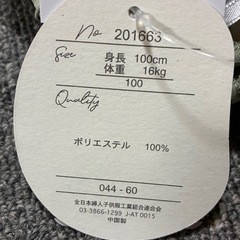 No 201663
Size
身長 100cm
体重 16kg
100
Quality
ポリエステル 100%
044-60
全日本婦人子供服工業組合連合会
03-3866-1299 J-AT 0015
中国製